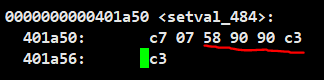 0000000000401a50 <setval_484>:
401a50: c7 07 58 90 90 c3
401a56: c3